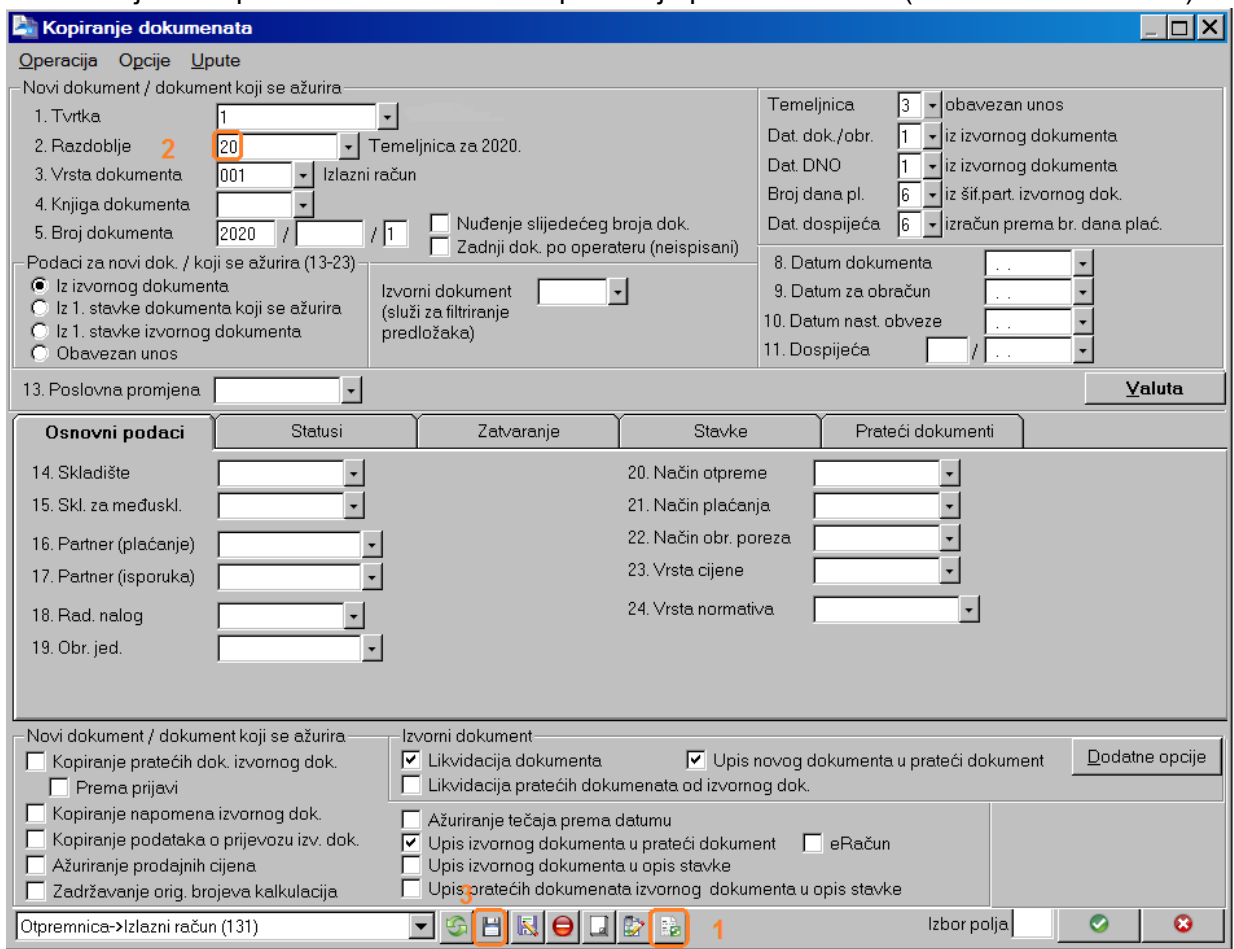 Kopiranje dokumenata
Operacija Opcije Upute
Novi dokument / dokument koji se ažurira
1. Tvrtka 1
2. Razdoblje 2 20 Temeljnica za 2020.
3. Vrsta dokumenta 001 Izlazni račun
4. Knjiga dokumenta
5. Broj dokumenta 2020 / / 1
Nuđenje slijedećeg broja dok.
Zadnji dok. po operateru (neispisani)
Temeljnica 3 obavezan unos
Dat. dok./obr. 1 iz izvornog dokumenta
Dat. DNO 1 iz izvornog dokumenta
Broj dana pl. 6 iz šif.part. izvornog dok.
Dat. dospijeća 6 izračun prema br. dana plać.
Podaci za novi dok. / koji se ažurira (13-23)
Iz izvornog dokumenta
Iz 1. stavke dokumenta koji se ažurira
Iz 1. stavke izvornog dokumenta
Obavezan unos
Izvorni dokument
(služi za filtriranje
predložaka)
8. Datum dokumenta . .
9. Datum za obračun . .
10. Datum nast. obveze . .
11. Dospijeća / . .
13. Poslovna promjena
Valuta
Osnovni podaci Statusi Zatvaranje Stavke Prateći dokumenti
14. Skladište
15. Skl. za međuskl.
16. Partner (plaćanje)
17. Partner (isporuka)
18. Rad. nalog
19. Obr. jed.
20. Način otpreme
21. Način plaćanja
22. Način obr. poreza
23. Vrsta cijene
24. Vrsta normativa
Novi dokument / dokument koji se ažurira
Kopiranje pratećih dok. izvornog dok.
Prema prijavi
Kopiranje napomena izvornog dok.
Kopiranje podataka o prijevozu izv. dok.
Ažuriranje prodajnih cijena
Zadržavanje orig. brojeva kalkulacija
Izvorni dokument
Likvidacija dokumenta Upis novog dokumenta u prateći dokument
Likvidacija pratećih dokumenata od izvornog dok.
Dodatne opcije
Ažuriranje tečaja prema datumu
Upis izvornog dokumenta u prateći dokument eRačun
Upis izvornog dokumenta u opis stavke
Upis pratećih dokumenata izvornog dokumenta u opis stavke
3
Otpremnica->Izlazni račun (131) 1 Izbor polja